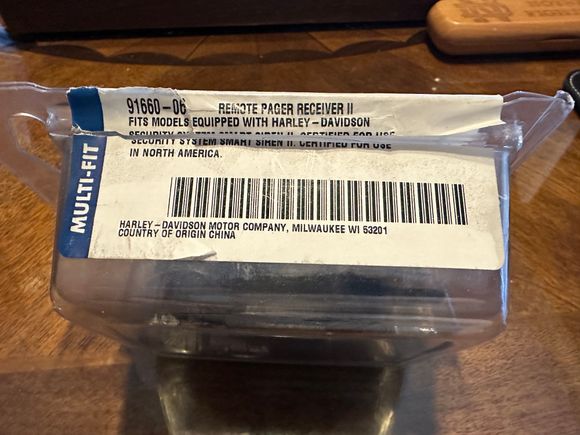 91660-06 REMOTE PAGER RECEIVER II
FITS MODELS EQUIPPED WITH HARLEY-DAVIDSON
SECURITY SYSTEM SMART SIREN II. CERTIFIED FOR USE
IN NORTH AMERICA.
MULTI-FIT
HARLEY-DAVIDSON MOTOR COMPANY, MILWAUKEE WI 53201
COUNTRY OF ORIGIN CHINA